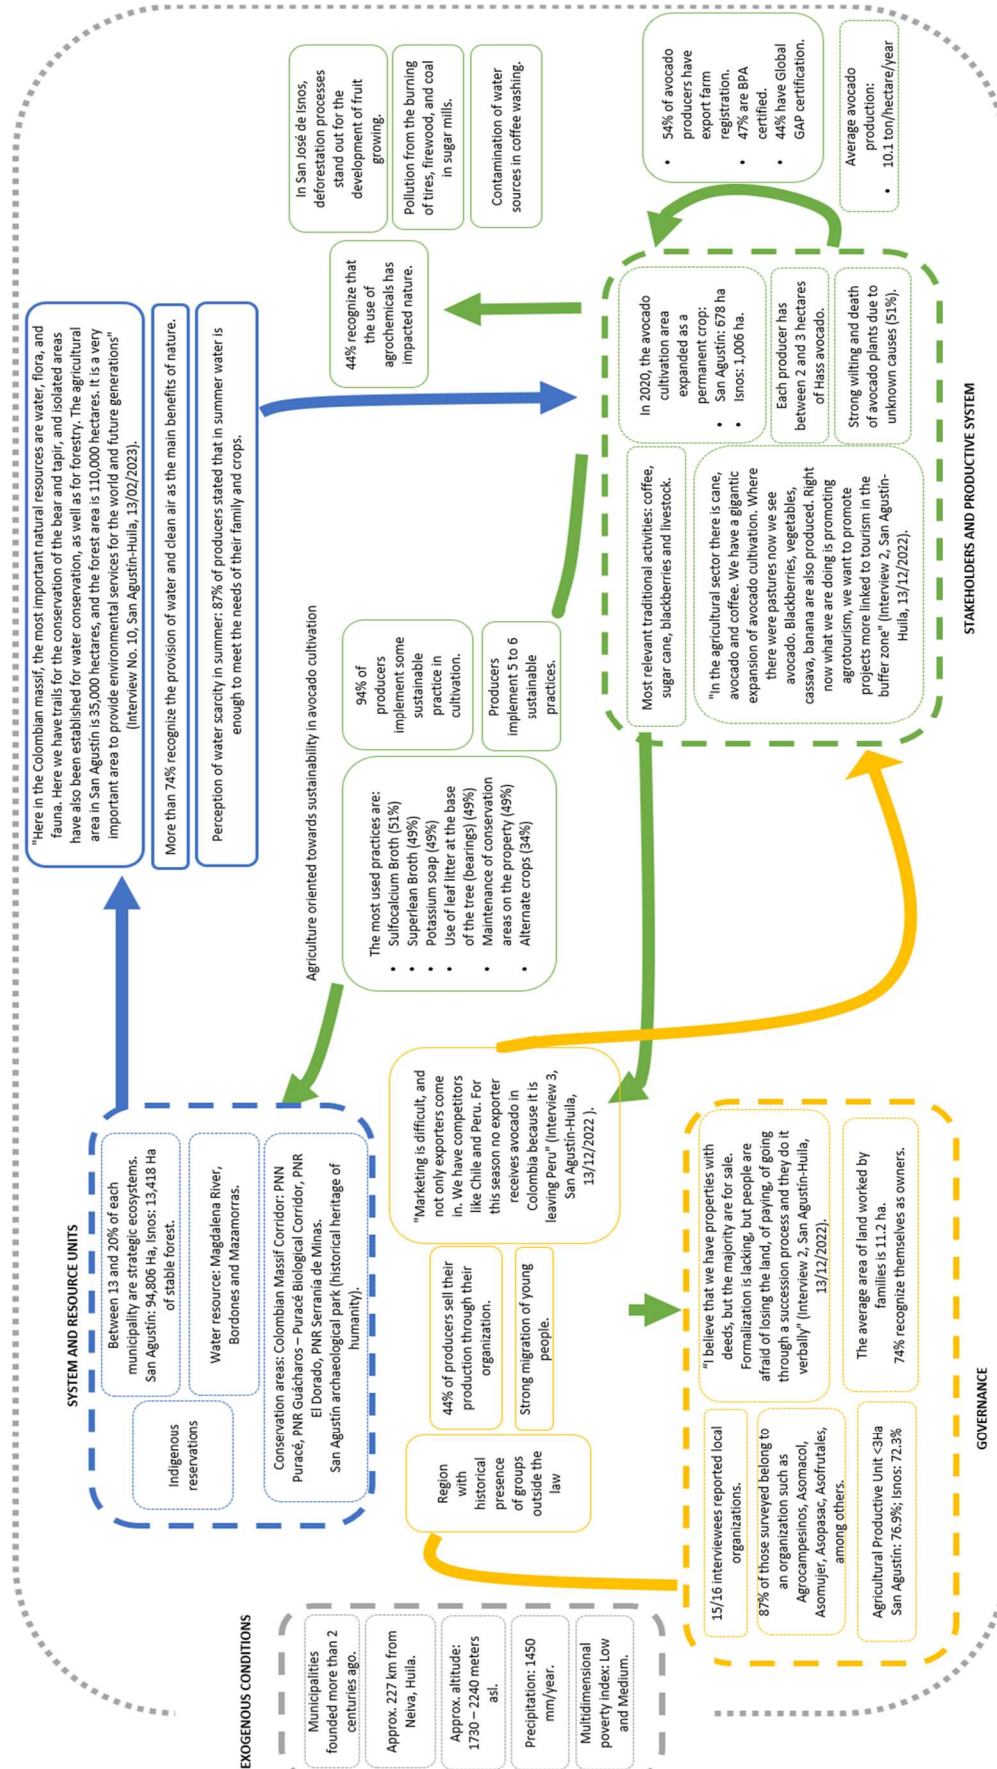 EXOGENOUS CONDITIONS
Municipalities
founded more than 2
centuries ago.
Approx. 227 km from
Neiva, Huila.
Approx. altitude:
1730 – 2240 meters
asl.
Precipitation: 1450
mm/year.
Multidimensional
poverty index: Low
and Medium.
SYSTEM AND RESOURCE UNITS
Indigenous
reservations
Between 13 and 20% of each
municipality are strategic ecosystems.
San Agustín: 94,806 Ha, Isnos: 13,418 Ha
of stable forest.
Water resource: Magdalena River,
Bordones and Mazamorras.
Conservation areas: Colombian Massif Corridor: PNN
Puracé, PNR Guácharos – Puracé Biological Corridor, PNR
El Dorado, PNR Serranía de Minas.
San Agustín archaeological park (historical heritage of
humanity).
"Here in the Colombian massif, the most important natural resources are water, flora, and
fauna. Here we have trails for the conservation of the bear and tapir, and isolated areas
have also been established for water conservation, as well as for forestry. The agricultural
area in San Agustín is 35,000 hectares, and the forest area is 110,000 hectares. It is a very
important area to provide environmental services for the world and future generations"
(Interview No. 10, San Agustín-Huila, 13/02/2023).
More than 74% recognize the provision of water and clean air as the main benefits of nature.
Perception of water scarcity in summer: 87% of producers stated that in summer water is
enough to meet the needs of their family and crops.
Agriculture oriented towards sustainability in avocado cultivation
The most used practices are:
• Sulfocalcium Broth (51%)
• Superlean Broth (49%)
• Potassium soap (49%)
• Use of leaf litter at the base
of the tree (bearings) (49%)
• Maintenance of conservation
areas on the property (49%)
• Alternate crops (34%)
94% of
producers
implement some
sustainable
practice in
cultivation.
Producers
implement 5 to 6
sustainable
practices.
44% recognize that
the use of
agrochemicals has
impacted nature.
In San José de Isnos,
deforestation processes
stand out for the
development of fruit
growing.
Pollution from the burning
of tires, firewood, and coal
in sugar mills.
Contamination of water
sources in coffee washing.
Region
with
historical
presence
of groups
outside the
law
44% of producers sell their
production through their
organization.
Strong migration of young
people.
"Marketing is difficult, and
not only exporters come
in. We have competitors
like Chile and Peru. For
this season no exporter
receives avocado in
Colombia because it is
leaving Peru" (Interview 3,
San Agustín-Huila,
13/12/2022 ).
15/16 interviewees reported local
organizations.
87% of those surveyed belong to
an organization such as
Agrocampesinos, Asomacol,
Asomujer, Asopasac, Asofrutales,
among others.
Agricultural Productive Unit <3Ha
San Agustín: 76.9%; Isnos: 72.3%
"I believe that we have properties with
deeds, but the majority are for sale.
Formalization is lacking, but people are
afraid of losing the land, of paying, of going
through a succession process and they do it
verbally" (Interview 2, San Agustín-Huila,
13/12/2022).
The average area of land worked by
families is 11.2 ha.
74% recognize themselves as owners.
GOVERNANCE
Most relevant traditional activities: coffee,
sugar cane, blackberries and livestock.
"In the agricultural sector there is cane,
avocado and coffee. We have a gigantic
expansion of avocado cultivation. Where
there were pastures now we see
avocado. Blackberries, vegetables,
cassava, banana are also produced. Right
now what we are doing is promoting
agrotourism, we want to promote
projects more linked to tourism in the
buffer zone" (Interview 2, San Agustín-
Huila, 13/12/2022).
In 2020, the avocado
cultivation area
expanded as a
permanent crop:
• San Agustín: 678 ha
• Isnos: 1,006 ha.
Each producer has
between 2 and 3 hectares
of Hass avocado.
Strong wilting and death
of avocado plants due to
unknown causes (51%).
STAKEHOLDERS AND PRODUCTIVE SYSTEM
• 54% of avocado
producers have
export farm
registration.
• 47% are BPA
certified.
• 44% have Global
GAP certification.
Average avocado
production:
• 10.1 ton/hectare/year